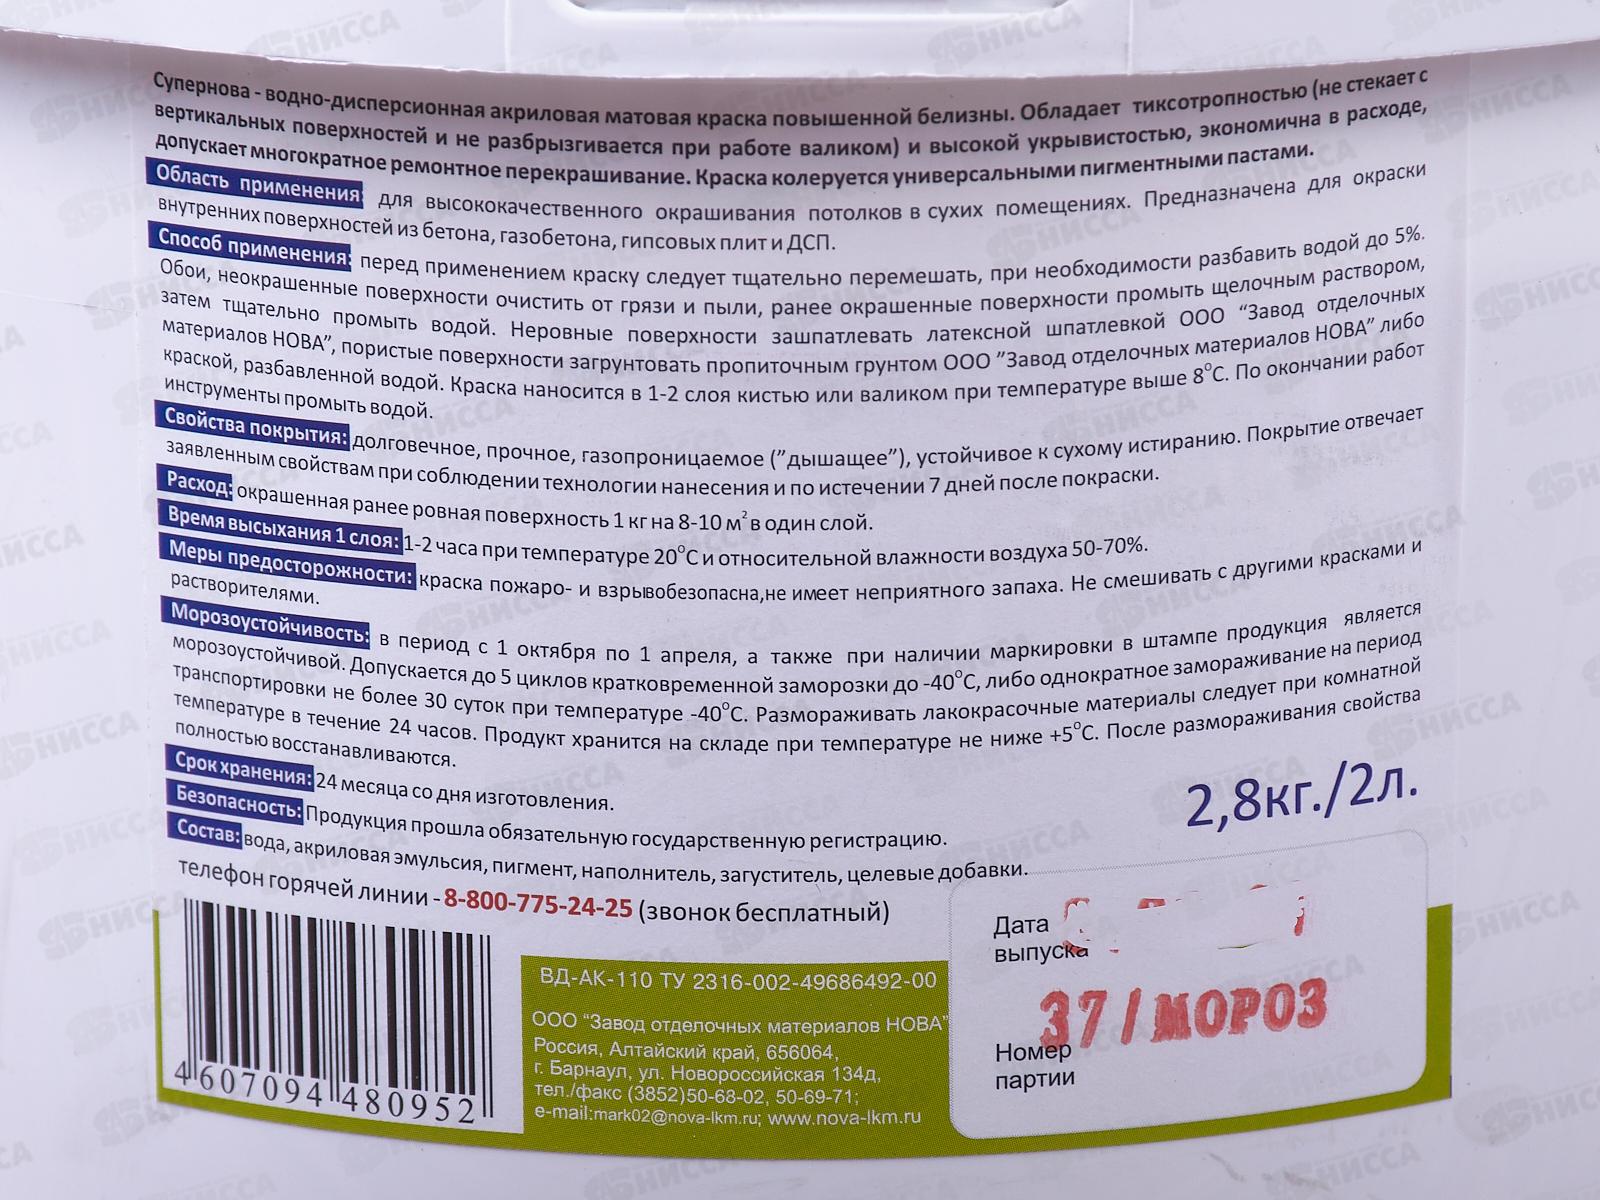 Супернова - водно-дисперсионная акриловая матовая краска повышенной белизны. Обладает тиксотропностью (не стекает с
вертикальных поверхностей и не разбрызгивается при работе валиком) и высокой укрывистостью, экономична в расходе,
допускает многократное ремонтное перекрашивание. Краска колеруется универсальными пигментными пастами.
Область применения: для высококачественного окрашивания потолков в сухих помещениях. Предназначена для окраски
внутренних поверхностей из бетона, газобетона, гипсовых плит и ДСП.
Способ применения: перед применением краску следует тщательно перемешать, при необходимости разбавить водой до 5%.
Обои, неокрашенные поверхности очистить от грязи и пыли, ранее окрашенные поверхности промыть щелочным раствором,
затем тщательно промыть водой. Неровные поверхности зашпатлевать латексной шпатлевкой ООО “Завод отделочных
материалов НОВА”, пористые поверхности загрунтовать пропиточным грунтом ООО ”Завод отделочных материалов НОВА” либо
краской, разбавленной водой. Краска наносится в 1-2 слоя кистью или валиком при температуре выше 8°С. По окончании работ
инструменты промыть водой.
Свойства покрытия: долговечное, прочное, газопроницаемое (”дышащее”), устойчивое к сухому истиранию. Покрытие отвечает
заявленным свойствам при соблюдении технологии нанесения и по истечении 7 дней после покраски.
Расход: окрашенная ранее ровная поверхность 1 кг на 8-10 м² в один слой.
Время высыхания 1 слоя: 1-2 часа при температуре 20°С и относительной влажности воздуха 50-70%.
Меры предосторожности: краска пожаро- и взрывобезопасна,не имеет неприятного запаха. Не смешивать с другими красками и
растворителями.
Морозоустойчивость: в период с 1 октября по 1 апреля, а также при наличии маркировки в штампе продукция является
морозоустойчивой. Допускается до 5 циклов кратковременной заморозки до -40°С, либо однократное замораживание на период
транспортировки не более 30 суток при температуре -40°С. Размораживать лакокрасочные материалы следует при комнатной
температуре в течение 24 часов. Продукт хранится на складе при температуре не ниже +5°С. После размораживания свойства
полностью восстанавливаются.
Срок хранения: 24 месяца со дня изготовления.
Безопасность: Продукция прошла обязательную государственную регистрацию.
Состав: вода, акриловая эмульсия, пигмент, наполнитель, загуститель, целевые добавки.
2,8кг./2л.
телефон горячей линии - 8-800-775-24-25 (звонок бесплатный)
4 607094 480952
ВД-АК-110 ТУ 2316-002-49686492-00
ООО “Завод отделочных материалов НОВА”
Россия, Алтайский край, 656064,
г. Барнаул, ул. Новороссийская 134д,
тел./факс (3852)50-68-02, 50-69-71;
e-mail:mark02@nova-lkm.ru; www.nova-lkm.ru
Дата
выпуска
37/МОРОЗ
Номер
партии
НИССА